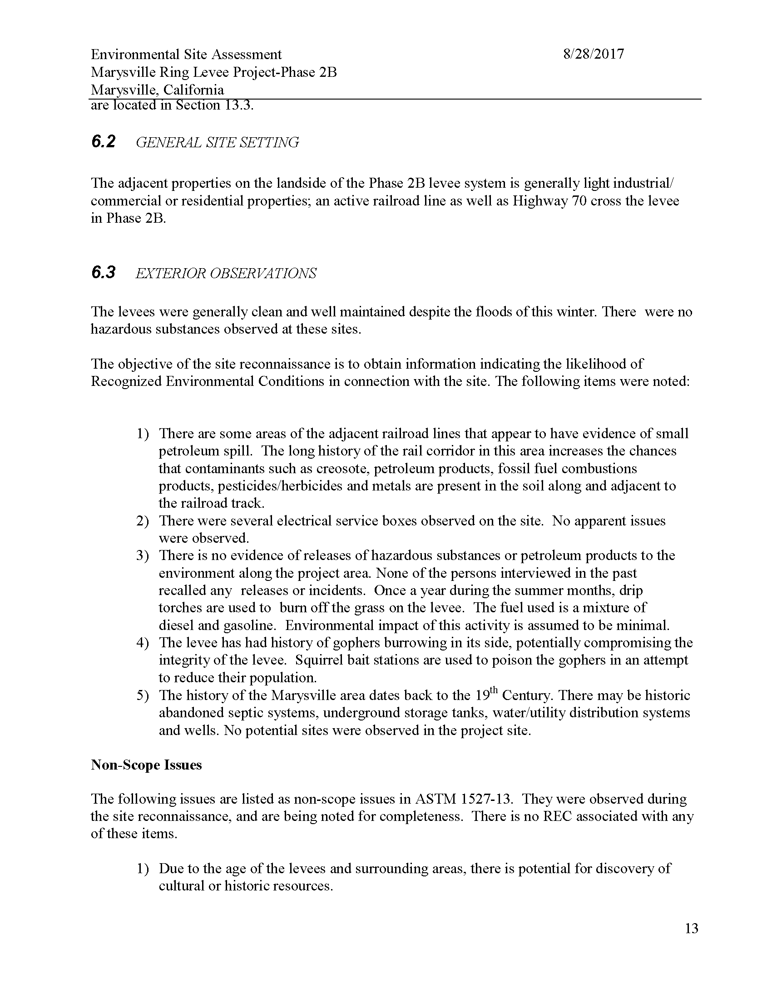 Environmental Site Assessment 8/28/2017
Marysville Ring Levee Project-Phase 2B
Marysville, California
are located in Section 13.3.
6.2 GENERAL SITE SETTING
The adjacent properties on the landside of the Phase 2B levee system is generally light industrial/
commercial or residential properties; an active railroad line as well as Highway 70 cross the levee
in Phase 2B.
6.3 EXTERIOR OBSERVATIONS
The levees were generally clean and well maintained despite the floods of this winter. There were no
hazardous substances observed at these sites.
The objective of the site reconnaissance is to obtain information indicating the likelihood of
Recognized Environmental Conditions in connection with the site. The following items were noted:
1) There are some areas of the adjacent railroad lines that appear to have evidence of small
petroleum spill. The long history of the rail corridor in this area increases the chances
that contaminants such as creosote, petroleum products, fossil fuel combustions
products, pesticides/herbicides and metals are present in the soil along and adjacent to
the railroad track.
2) There were several electrical service boxes observed on the site. No apparent issues
were observed.
3) There is no evidence of releases of hazardous substances or petroleum products to the
environment along the project area. None of the persons interviewed in the past
recalled any releases or incidents. Once a year during the summer months, drip
torches are used to burn off the grass on the levee. The fuel used is a mixture of
diesel and gasoline. Environmental impact of this activity is assumed to be minimal.
4) The levee has had history of gophers burrowing in its side, potentially compromising the
integrity of the levee. Squirrel bait stations are used to poison the gophers in an attempt
to reduce their population.
5) The history of the Marysville area dates back to the 19th Century. There may be historic
abandoned septic systems, underground storage tanks, water/utility distribution systems
and wells. No potential sites were observed in the project site.
Non-Scope Issues
The following issues are listed as non-scope issues in ASTM 1527-13. They were observed during
the site reconnaissance, and are being noted for completeness. There is no REC associated with any
of these items.
1) Due to the age of the levees and surrounding areas, there is potential for discovery of
cultural or historic resources.
13